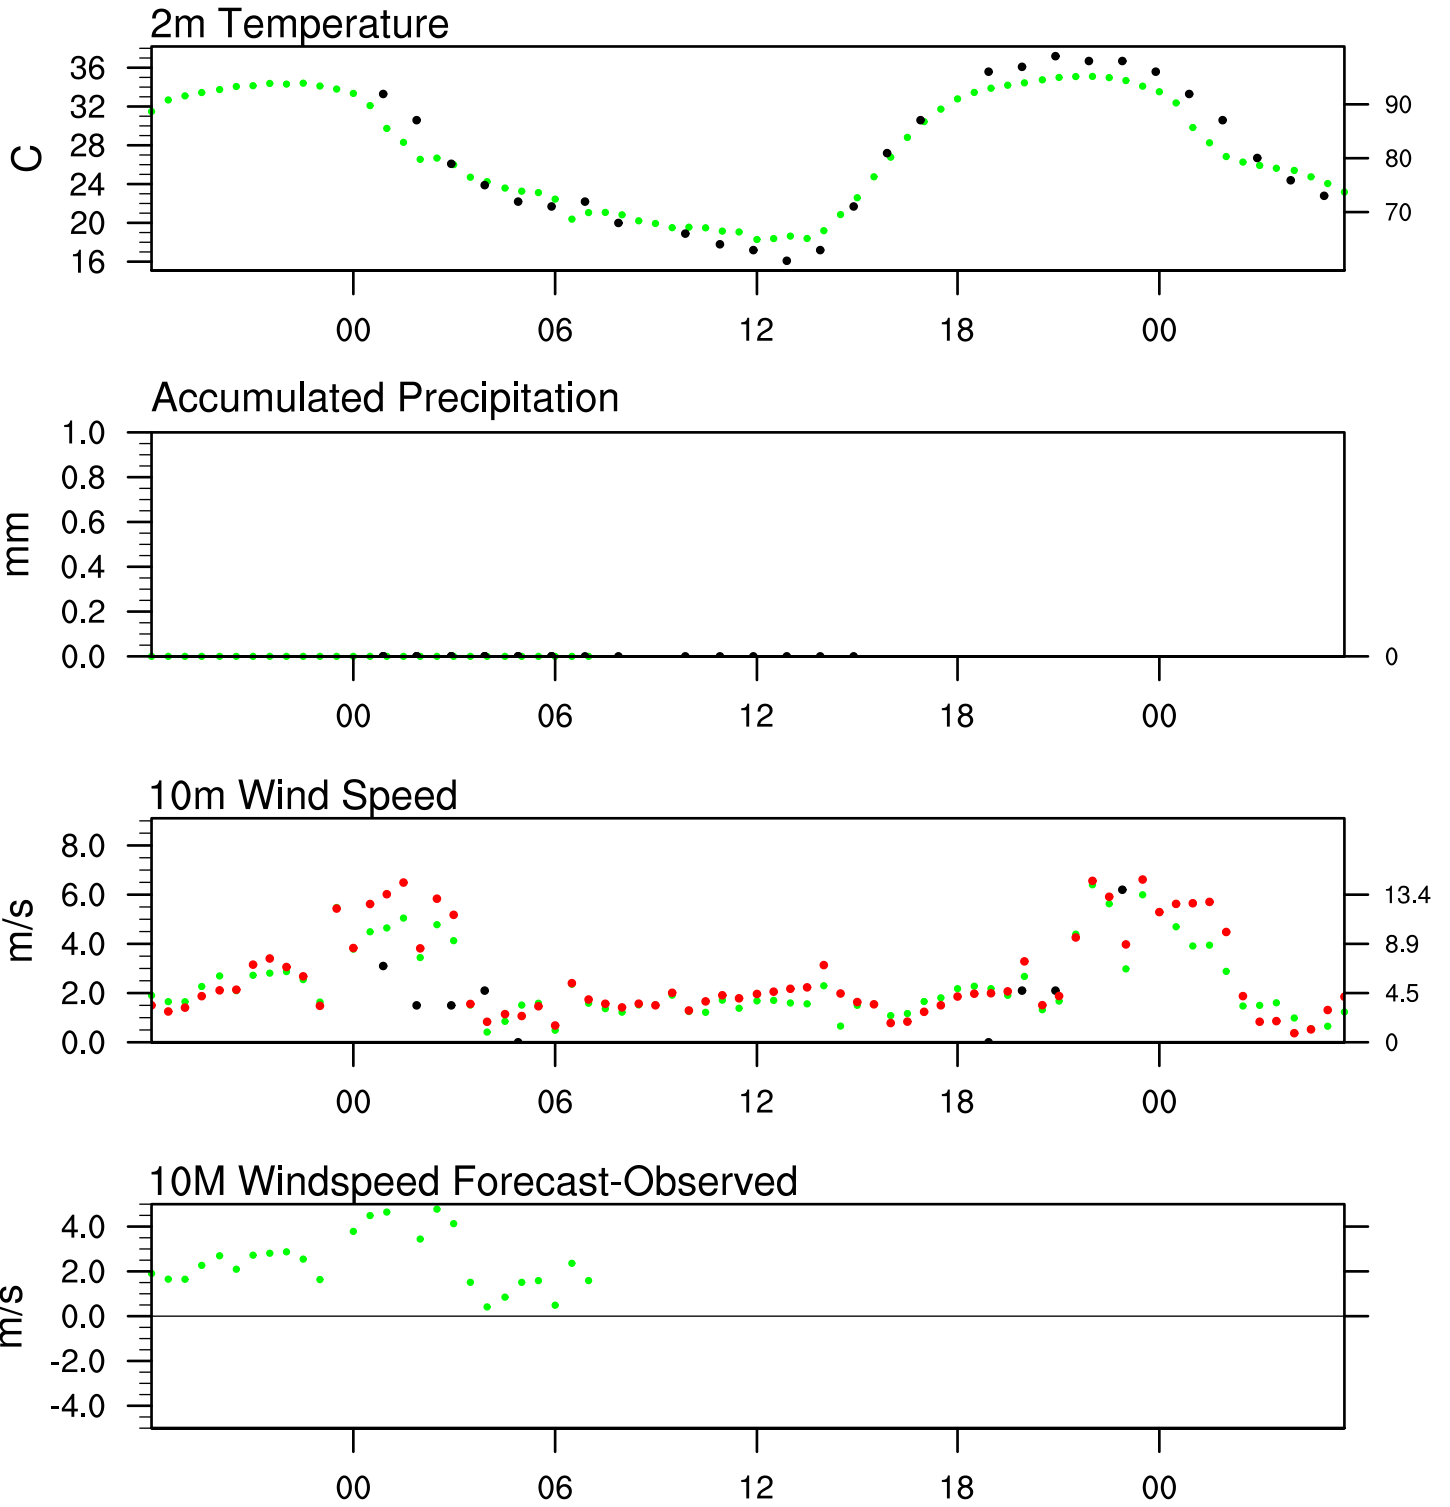 2m Temperature
36
32
28
24
20
16
C
90
80
70
00 06 12 18 00
Accumulated Precipitation
1.0
0.8
0.6
0.4
0.2
0.0
mm
0
00 06 12 18 00
10m Wind Speed
8.0
6.0
4.0
2.0
0.0
m/s
13.4
8.9
4.5
0
00 06 12 18 00
10M Windspeed Forecast-Observed
4.0
2.0
0.0
-2.0
-4.0
m/s
00 06 12 18 00